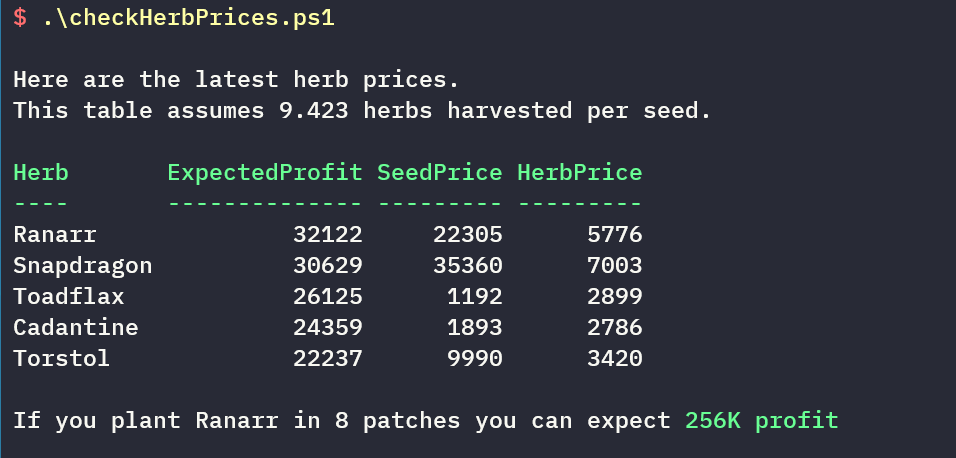 $ .\checkHerbPrices.ps1
Here are the latest herb prices.
This table assumes 9.423 herbs harvested per seed.
Herb       ExpectedProfit SeedPrice HerbPrice
----       -------------- --------- ---------
Ranarr              32122     22305      5776
Snapdragon          30629     35360      7003
Toadflax            26125      1192      2899
Cadantine           24359      1893      2786
Torstol             22237      9990      3420
If you plant Ranarr in 8 patches you can expect 256K profit